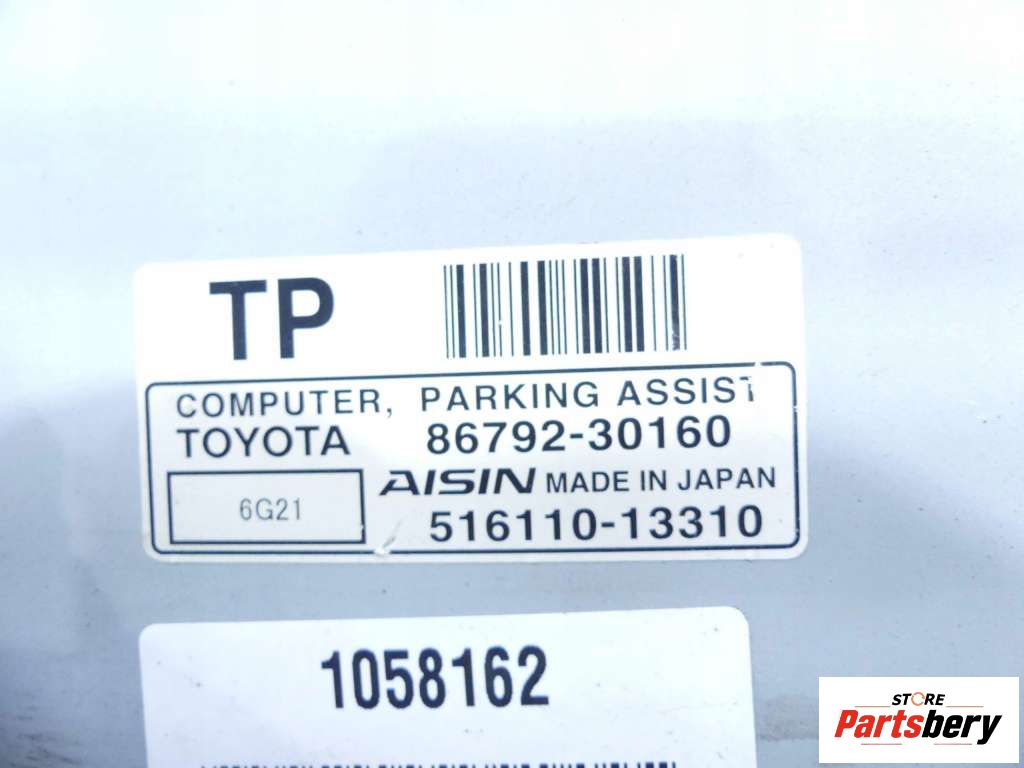 TP
COMPUTER, PARKING ASSIST
TOYOTA 86792-30160
AISIN MADE IN JAPAN
6G21
516110-13310
1058162
STORE
Partsbery